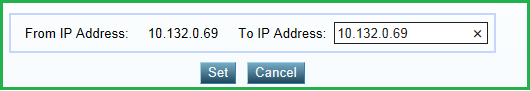 From IP Address: 10.132.0.69 To IP Address: 10.132.0.69 ×
Set Cancel